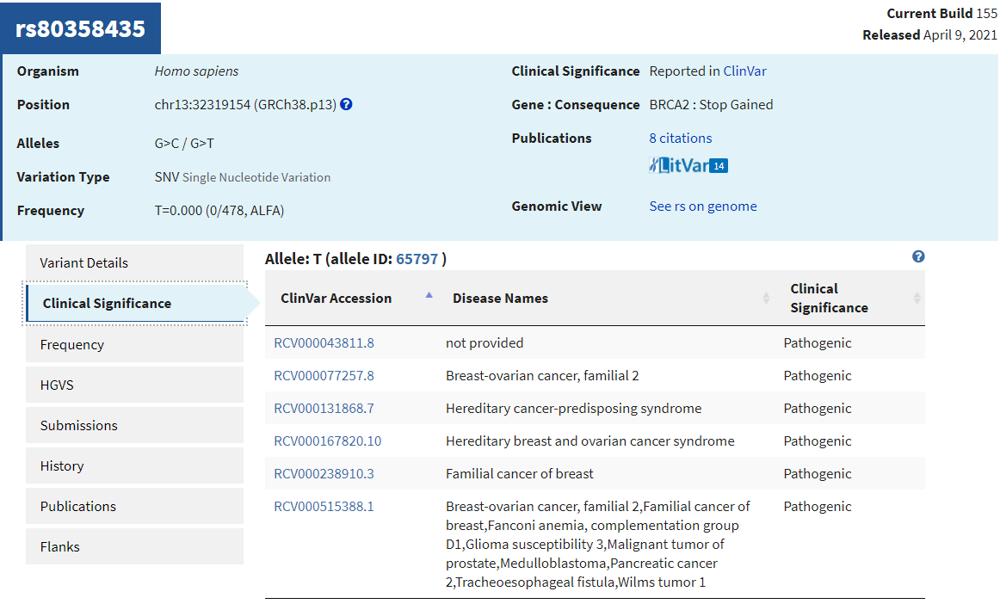 rs80358435
Current Build 155
Released April 9, 2021
Organism Homo sapiens
Position chr13:32319154 (GRCh38.p13) ?
Alleles G>C / G>T
Variation Type SNV Single Nucleotide Variation
Frequency T=0.000 (0/478, ALFA)
Clinical Significance Reported in ClinVar
Gene : Consequence BRCA2 : Stop Gained
Publications 8 citations
LitVar 14
Genomic View See rs on genome
Variant Details
Clinical Significance
Frequency
HGVS
Submissions
History
Publications
Flanks
Allele: T (allele ID: 65797 ) ?
ClinVar Accession Disease Names Clinical
Significance
RCV000043811.8 not provided Pathogenic
RCV000077257.8 Breast-ovarian cancer, familial 2 Pathogenic
RCV000131868.7 Hereditary cancer-predisposing syndrome Pathogenic
RCV000167820.10 Hereditary breast and ovarian cancer syndrome Pathogenic
RCV000238910.3 Familial cancer of breast Pathogenic
RCV000515388.1 Breast-ovarian cancer, familial 2,Familial cancer of Pathogenic
breast,Fanconi anemia, complementation group
D1,Glioma susceptibility 3,Malignant tumor of
prostate,Medulloblastoma,Pancreatic cancer
2,Tracheoesophageal fistula,Wilms tumor 1